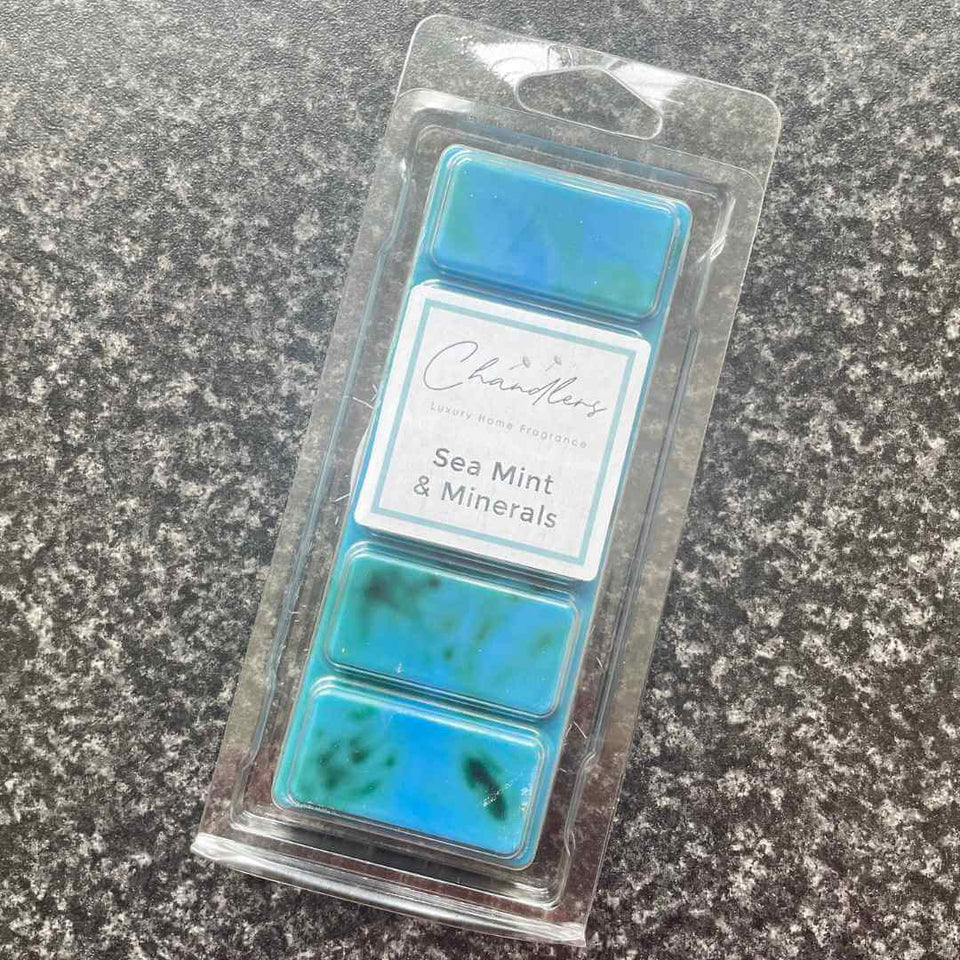 Chandlers
Luxury Home Fragrance
Sea Mint
& Minerals